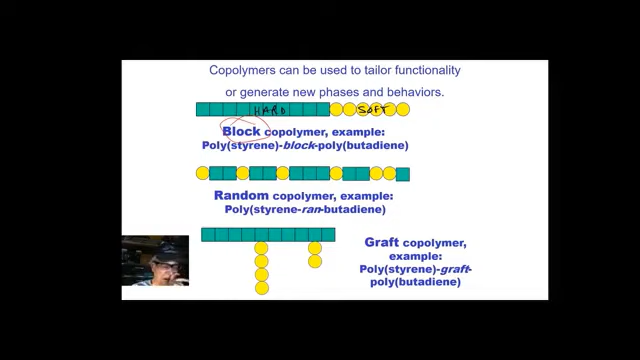 Copolymers can be used to tailor functionality
or generate new phases and behaviors.
HARD SOFT
Block copolymer, example:
Poly(styrene)-block-poly(butadiene)
Random copolymer, example:
Poly(styrene-ran-butadiene)
Graft copolymer,
example:
Poly(styrene)-graft-
poly(butadiene)